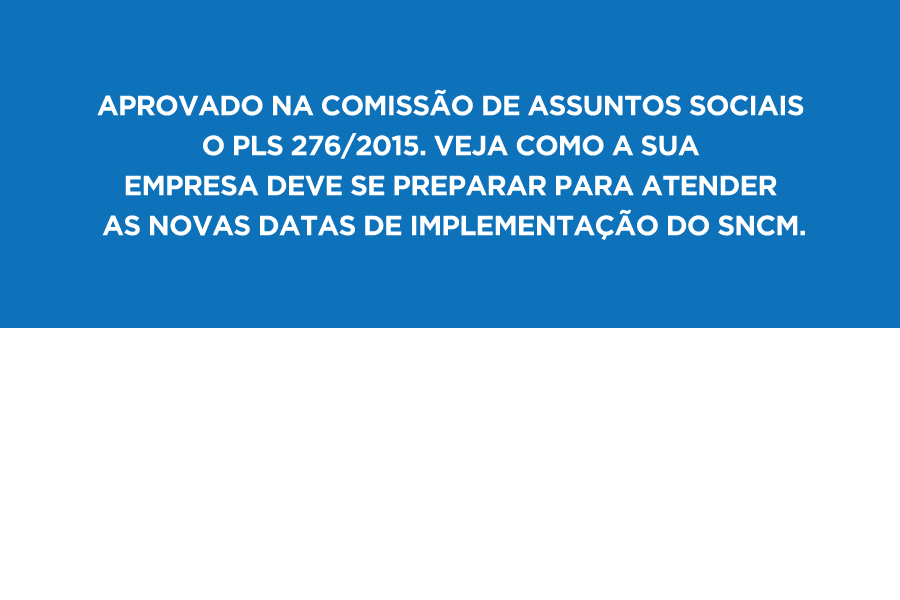 APROVADO NA COMISSÃO DE ASSUNTOS SOCIAIS
O PLS 276/2015. VEJA COMO A SUA
EMPRESA DEVE SE PREPARAR PARA ATENDER
AS NOVAS DATAS DE IMPLEMENTAÇÃO DO SNCM.